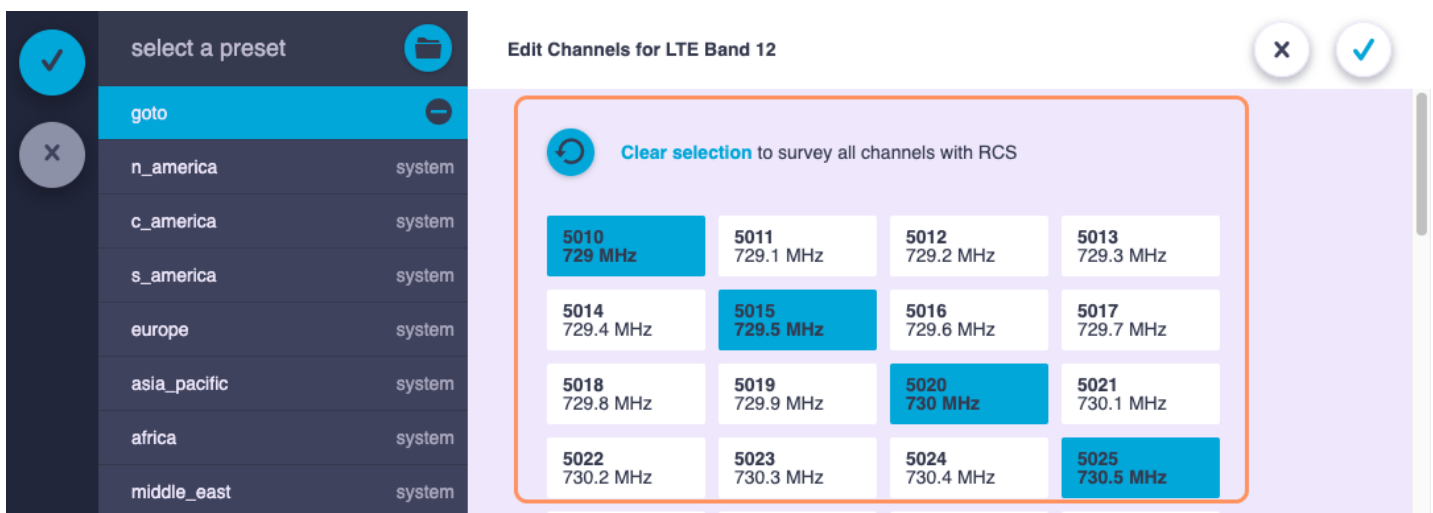 select a preset
goto
n_america system
c_america system
s_america system
europe system
asia_pacific system
africa system
middle_east system
Edit Channels for LTE Band 12
Clear selection to survey all channels with RCS
5010 5011 5012 5013
729 MHz 729.1 MHz 729.2 MHz 729.3 MHz
5014 5015 5016 5017
729.4 MHz 729.5 MHz 729.6 MHz 729.7 MHz
5018 5019 5020 5021
729.8 MHz 729.9 MHz 730 MHz 730.1 MHz
5022 5023 5024 5025
730.2 MHz 730.3 MHz 730.4 MHz 730.5 MHz